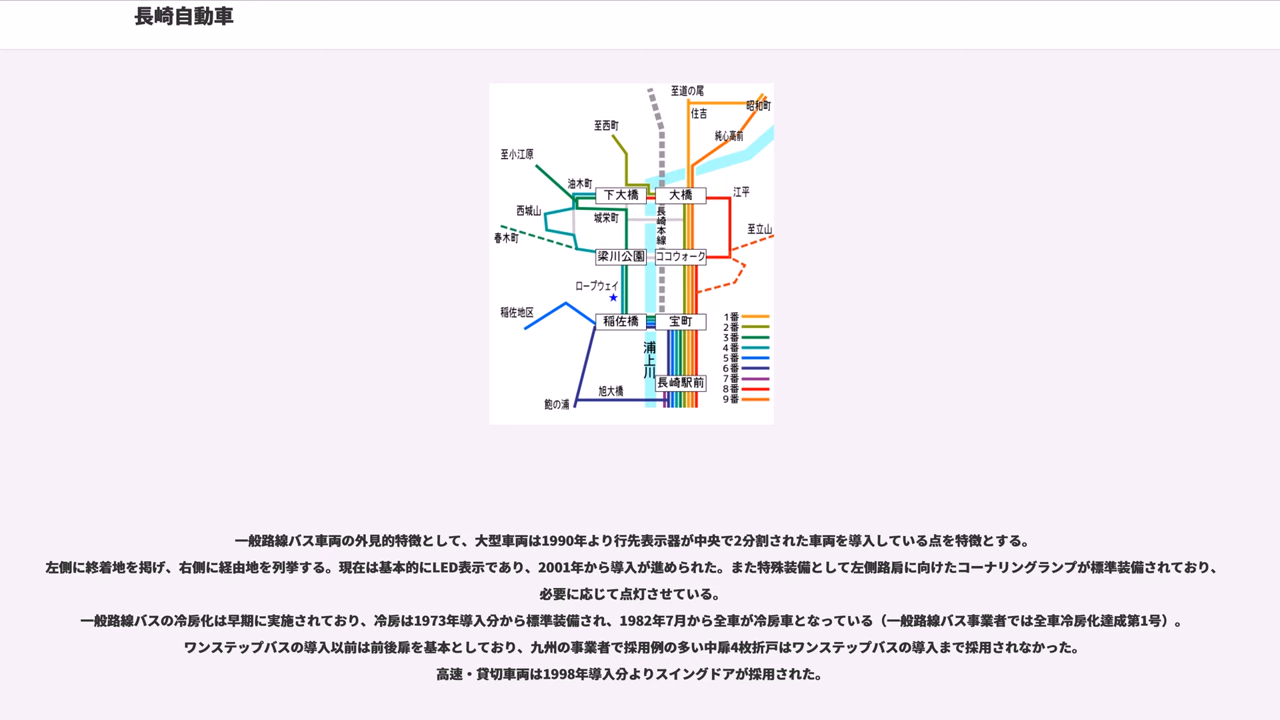 長崎自動車
至道の尾
昭和町
住吉
至西町
純心高前
至小江原
油木町
下大橋
大橋
江平
西城山
城栄町
長崎本線
至立山
春木町
梁川公園
ココウォーク
ロープウェイ
稲佐地区
稲佐橋
宝町
1番
2番
3番
4番
5番
6番
7番
8番
9番
浦上川
長崎駅前
旭大橋
飽の浦
一般路線バス車両の外見的特徴として、大型車両は1990年より行先表示器が中央で2分割された車両を導入している点を特徴とする。
左側に終着地を掲げ、右側に経由地を列挙する。現在は基本的にLED表示であり、2001年から導入が進められた。また特殊装備として左側路肩に向けたコーナリングランプが標準装備されており、
必要に応じて点灯させている。
一般路線バスの冷房化は早期に実施されており、冷房は1973年導入分から標準装備され、1982年7月から全車が冷房車となっている（一般路線バス事業者では全車冷房化達成第1号）。
ワンステップバスの導入以前は前後扉を基本としており、九州の事業者で採用例の多い中扉4枚折戸はワンステップバスの導入まで採用されなかった。
高速・貸切車両は1998年導入分よりスイングドアが採用された。